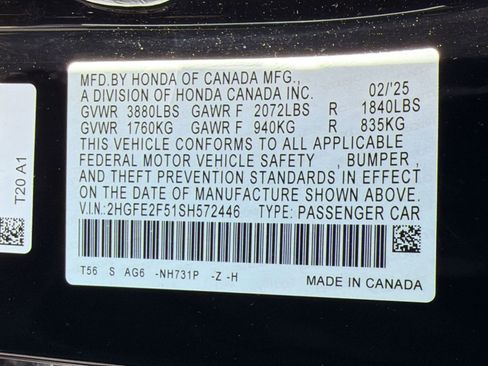 MFD.BY HONDA OF CANADA MFG.,
A DIVISION OF HONDA CANADA INC. 02/'25
GVWR 3880LBS GAWR F 2072LBS R 1840LBS
GVWR 1760KG GAWR F 940KG R 835KG
THIS VEHICLE CONFORMS TO ALL APPLICABLE
FEDERAL MOTOR VEHICLE SAFETY , BUMPER ,
AND THEFT PREVENTION STANDARDS IN EFFECT
ON THE DATE OF MANUFACTURE SHOWN ABOVE.
V.I.N:2HGFE2F51SH572446 TYPE: PASSENGER CAR
T56 S AG6 -NH731P -Z -H
MADE IN CANADA
T20 A1